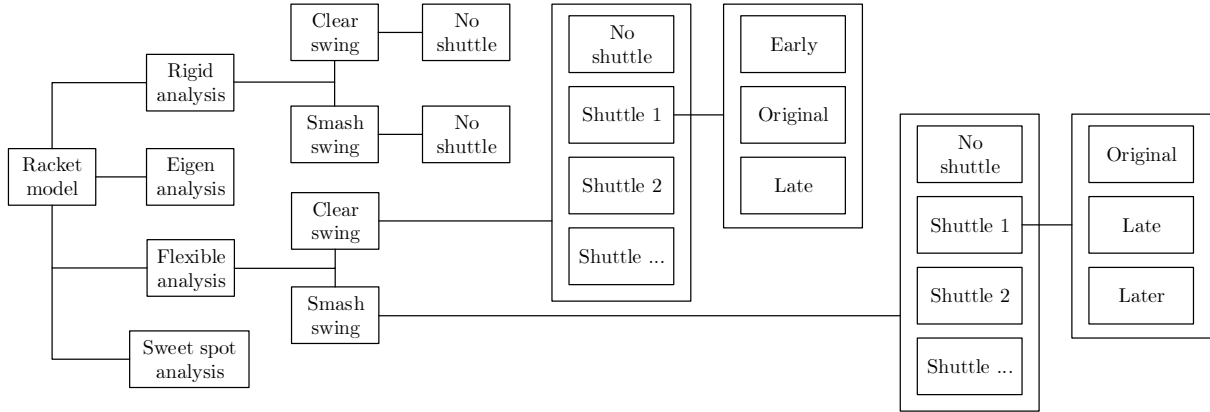 Racket
model
Rigid
analysis
Eigen
analysis
Flexible
analysis
Sweet spot
analysis
Clear
swing
Smash
swing
No
shuttle
No
shuttle
Clear
swing
Smash
swing
No
shuttle
Shuttle 1
Shuttle 2
Shuttle ...
Early
Original
Late
No
shuttle
Shuttle 1
Shuttle 2
Shuttle ...
Original
Late
Later